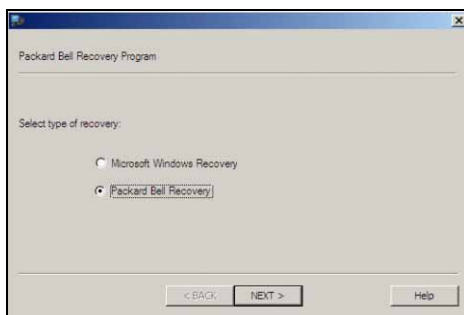 Packard Bell Recovery Program
Select type of recovery:
Microsoft Windows Recovery
Packard Bell Recovery
< BACK
NEXT >
Help